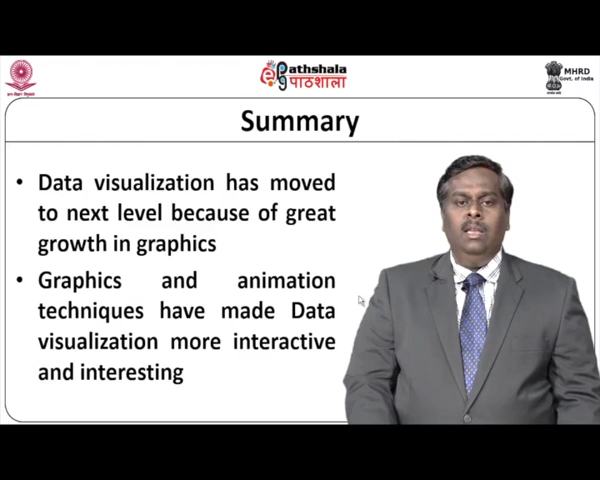 Pathshala
पाठशाला
MHRD
Govt. of India
Summary
• Data visualization has moved
to next level because of great
growth in graphics
• Graphics and animation
techniques have made Data
visualization more interactive
and interesting